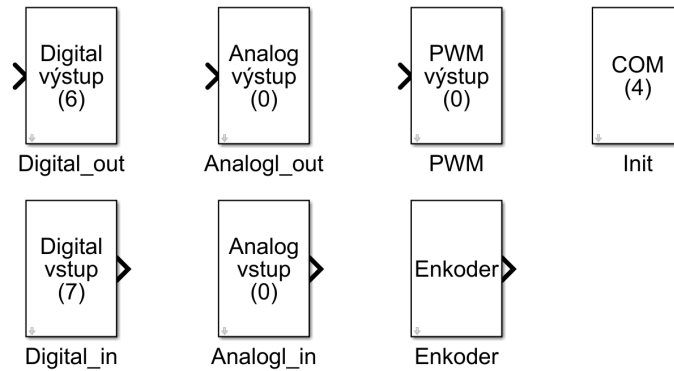 Digital
výstup
(6)
Digital_out
Analog
výstup
(0)
Analogl_out
PWM
výstup
(0)
PWM
COM
(4)
Init
Digital
vstup
(7)
Digital_in
Analog
vstup
(0)
Analogl_in
Enkoder
Enkoder